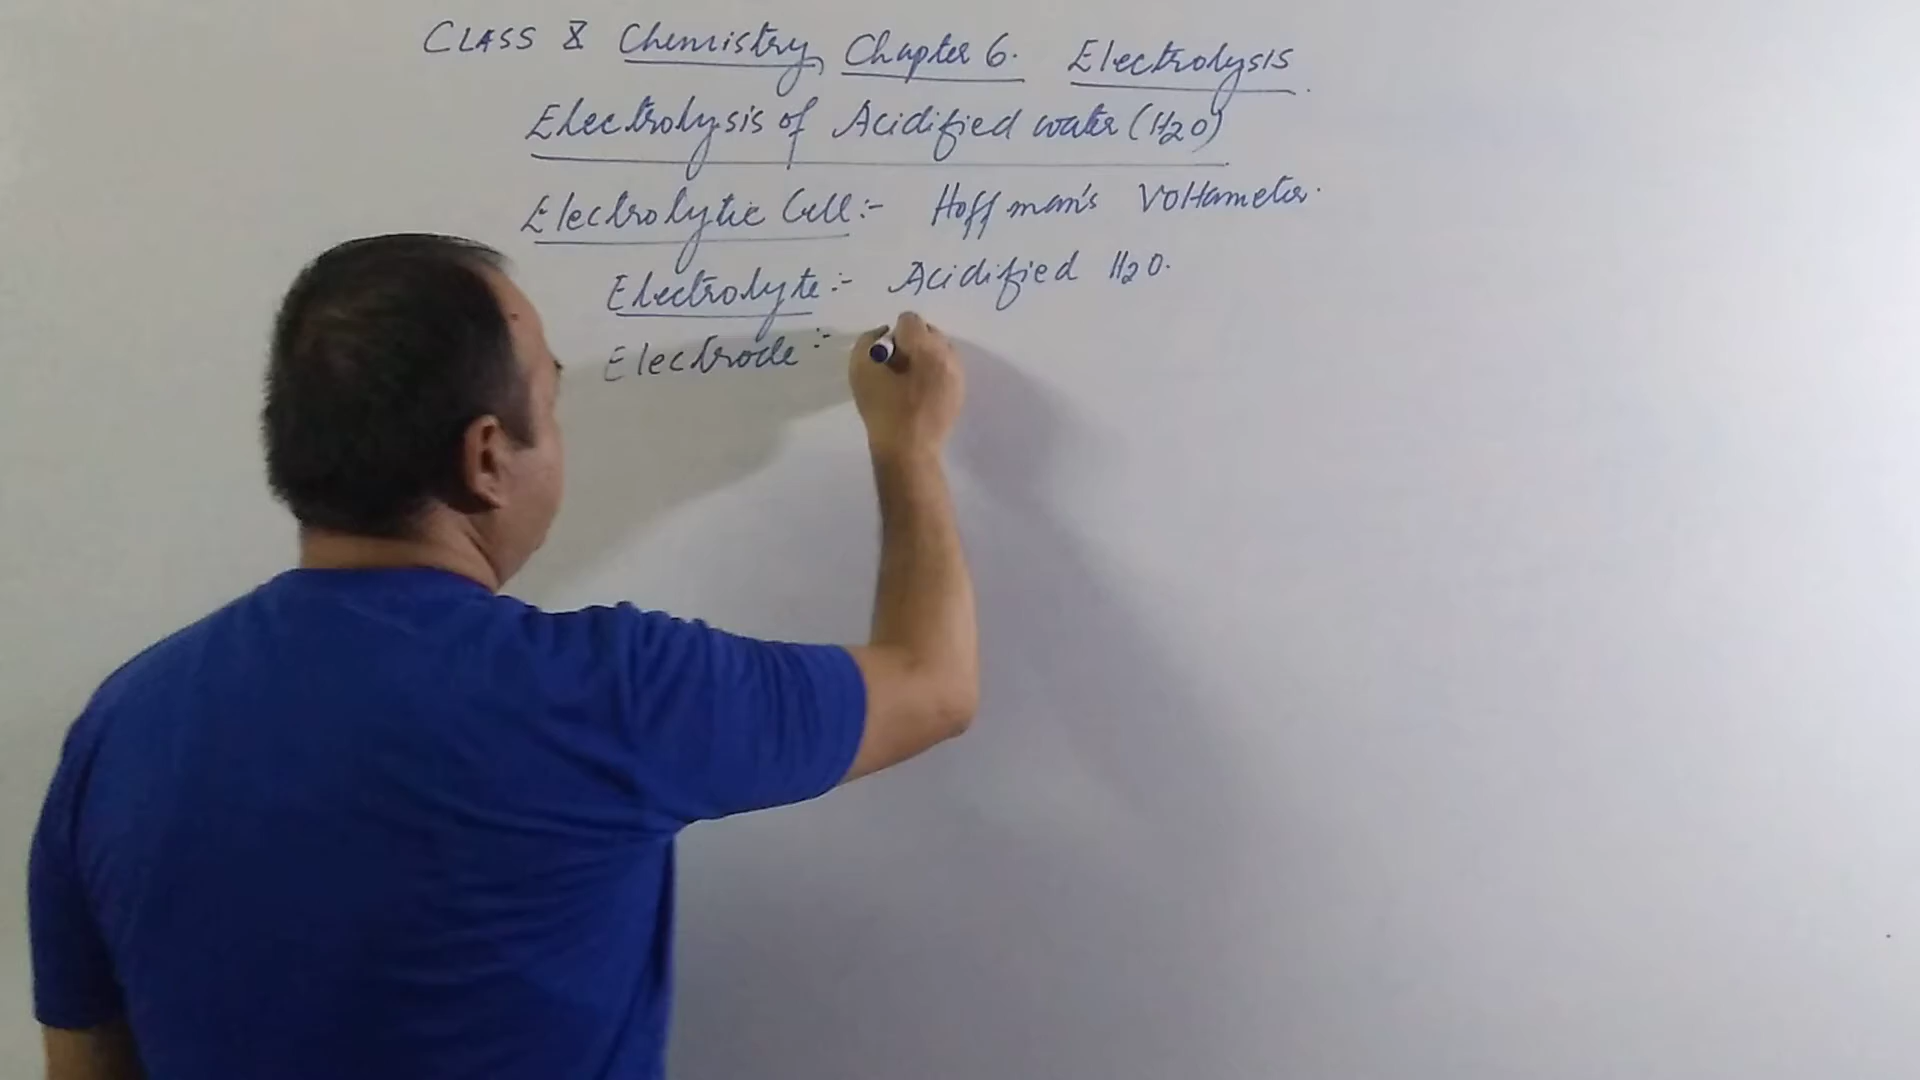 CLASS X Chemistry, Chapter 6. Electrolysis.
Electrolysis of Acidified water (H2O)
Electrolytic Cell:- Hoffman's Voltameter.
Electrolyte:- Acidified H2O.
Electrode:-